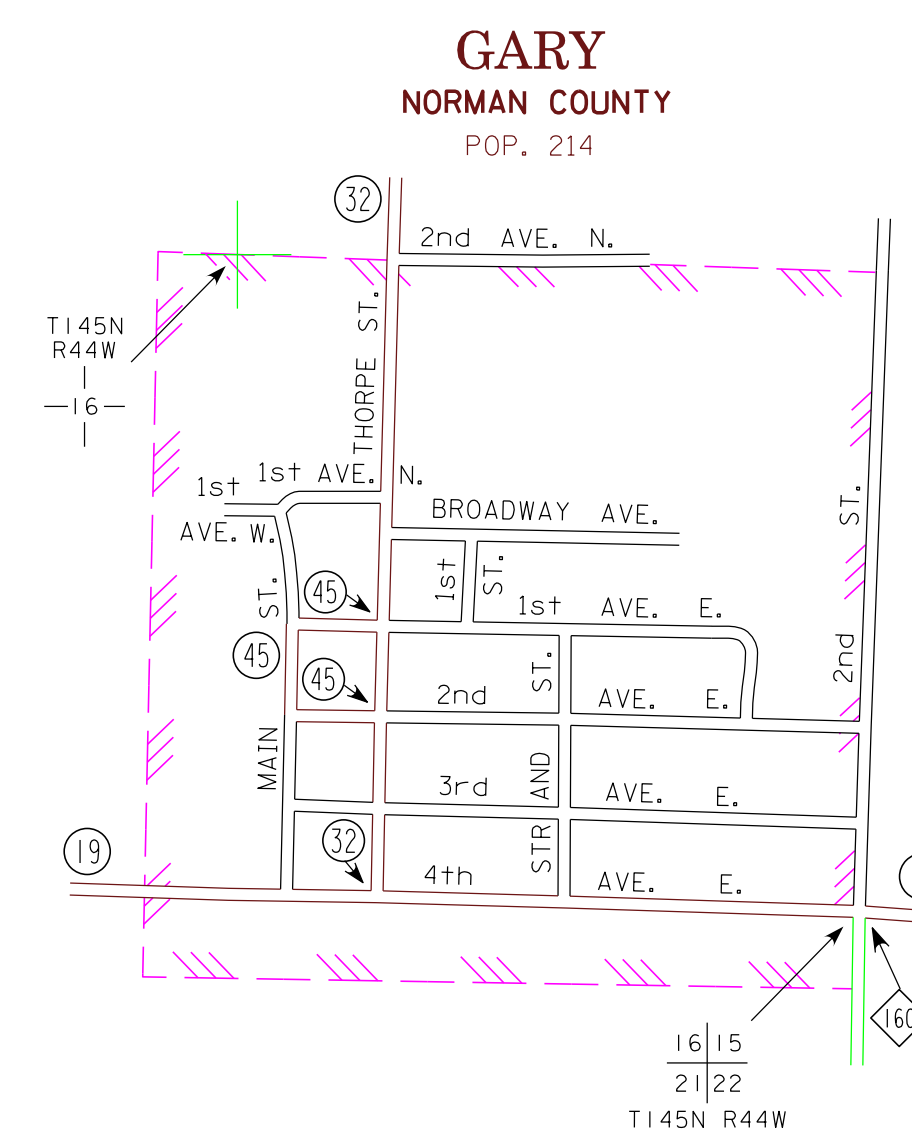 GARY
NORMAN COUNTY
POP. 214
32
2nd AVE. N.
THORPE ST.
T145N
R44W
16
1st AVE. N.
1st
AVE. W.
BROADWAY AVE.
ST.
1st
ST.
45
ST.
1st AVE. E.
45
45
2nd AVE. E.
ST.
2nd
MAIN
AND
3rd AVE. E.
32
STR
19
4th AVE. E.
160
16 15
21 22
T145N R44W